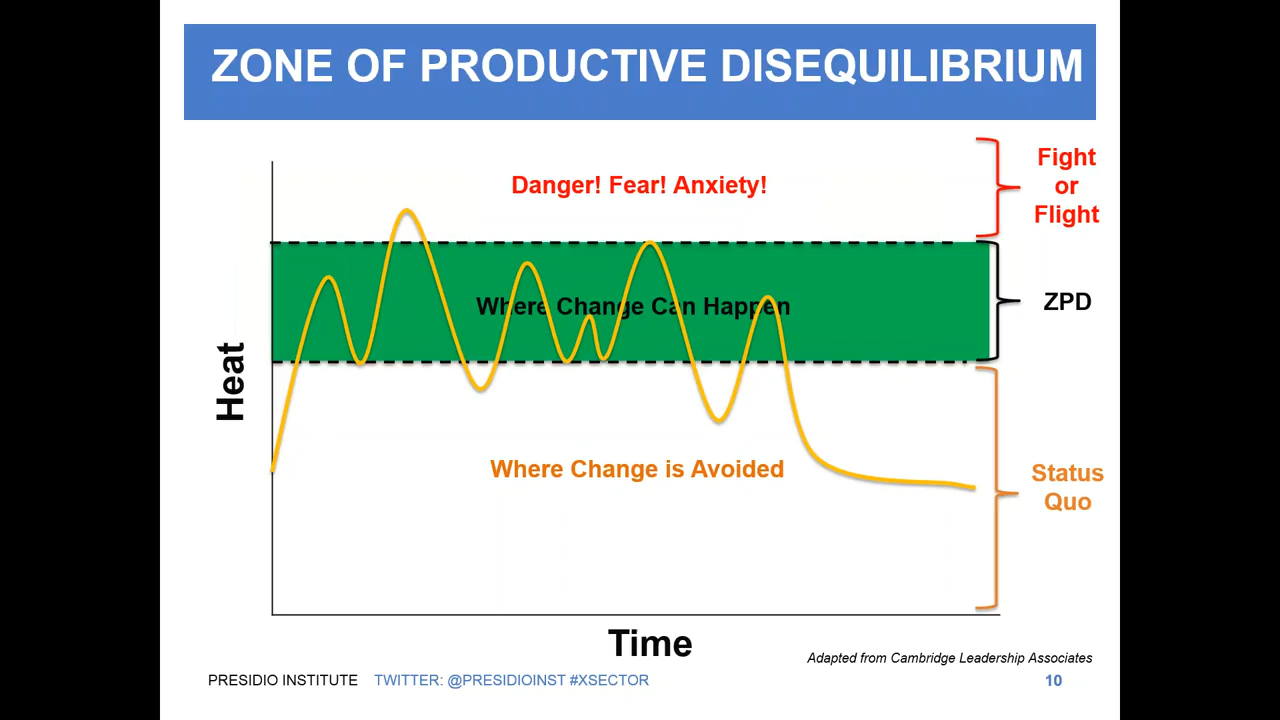 ZONE OF PRODUCTIVE DISEQUILIBRIUM
Danger! Fear! Anxiety!
Fight
or
Flight
Where Change Can Happen
ZPD
Heat
Where Change is Avoided
Status
Quo
Time
Adapted from Cambridge Leadership Associates
PRESIDIO INSTITUTE TWITTER: @PRESIDIOINST #XSECTOR 10